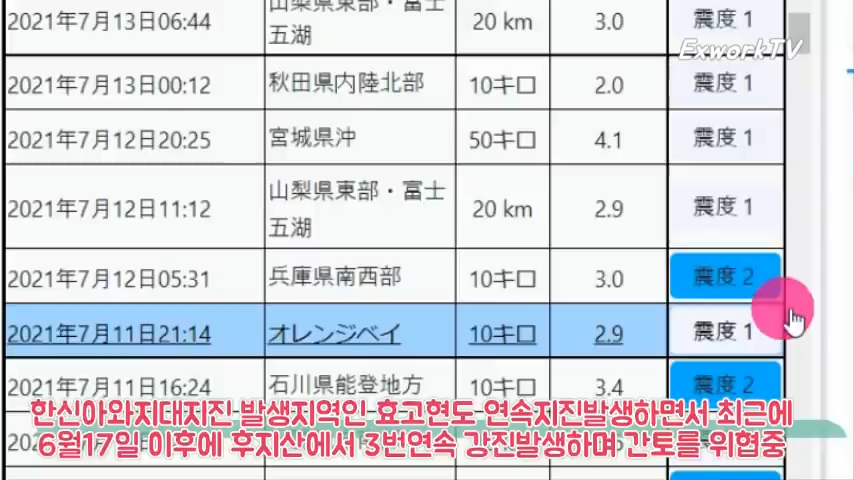 2021年7月13日06:44 山梨県東部・富士五湖 20 km 3.0 震度 1
ExworkTV
2021年7月13日00:12 秋田県内陸北部 10キロ 2.0 震度 1
2021年7月12日20:25 宮城県沖 50キロ 4.1 震度 1
2021年7月12日11:12 山梨県東部・富士五湖 20 km 2.9 震度 1
2021年7月12日05:31 兵庫県南西部 10キロ 3.0 震度 2
2021年7月11日21:14 オレンジベイ 10キロ 2.9 震度 1
2021年7月11日16:24 石川県能登地方 10キロ 3.4 震度 2
한신아와지대지진 발생지역인 효고현도 연속지진발생하면서 최근에
6월17일 이후에 후지산에서 3번연속 강진발생하며 간토를 위협중